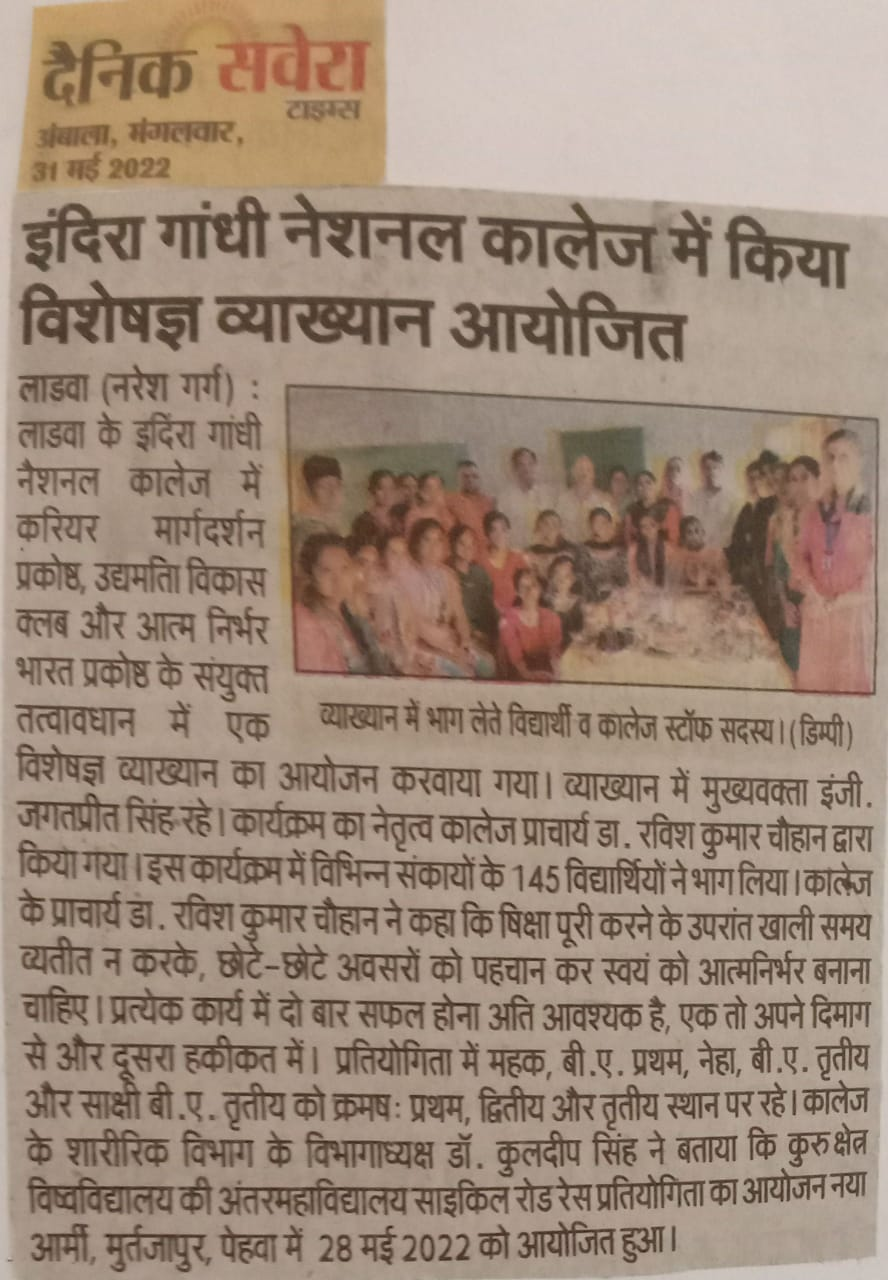 दैनिक सवेरा
टाइम्स
अंबाला, मंगलवार,
31 मई 2022
इंदिरा गांधी नेशनल कालेज में किया
विशेषज्ञ व्याख्यान आयोजित
लाडवा (नरेश गर्ग) :
लाडवा के इदिंरा गांधी
नैशनल कालेज में
करियर मार्गदर्शन
प्रकोष्ठ, उद्यमतिा विकास
क्लब और आत्म निर्भर
भारत प्रकोष्ठ के संयुक्त
तत्वावधान में एक
व्याख्यान में भाग लेते विद्यार्थी व कालेज स्टॉफ सदस्य। (डिम्पी)
विशेषज्ञ व्याख्यान का आयोजन करवाया गया। व्याख्यान में मुख्यवक्ता इंजी.
जगतप्रीत सिंह रहे। कार्यक्रम का नेतृत्व कालेज प्राचार्य डा. रविश कुमार चौहान द्वारा
किया गया। इस कार्यक्रम में विभिन्न संकायों के 145 विद्यार्थियों ने भाग लिया। कालेज
के प्राचार्य डा. रविश कुमार चौहान ने कहा कि षिक्षा पूरी करने के उपरांत खाली समय
व्यतीत न करके, छोटे-छोटे अवसरों को पहचान कर स्वयं को आत्मनिर्भर बनाना
चाहिए। प्रत्येक कार्य में दो बार सफल होना अति आवश्यक है, एक तो अपने दिमाग
से और दूसरा हकीकत में। प्रतियोगिता में महक, बी.ए. प्रथम, नेहा, बी.ए. तृतीय
और साक्षी बी.ए. तृतीय को क्रमषः प्रथम, द्वितीय और तृतीय स्थान पर रहे। कालेज
के शारीरिक विभाग के विभागाध्यक्ष डॉ. कुलदीप सिंह ने बताया कि कुरुक्षेत्र
विष्वविद्यालय की अंतरमहाविद्यालय साइकिल रोड रेस प्रतियोगिता का आयोजन नया
आर्मी, मुर्तजापुर, पेहवा में 28 मई 2022 को आयोजित हुआ।